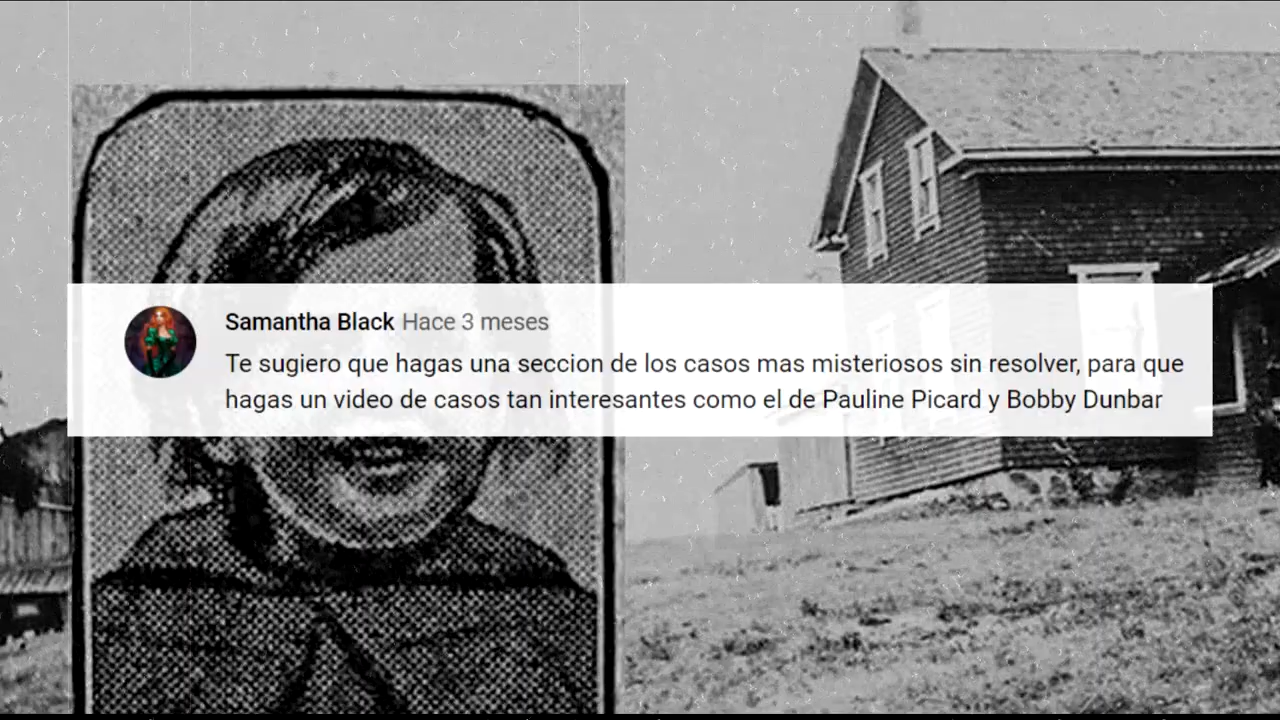 Samantha Black Hace 3 meses
Te sugiero que hagas una seccion de los casos mas misteriosos sin resolver, para que
hagas un video de casos tan interesantes como el de Pauline Picard y Bobby Dunbar